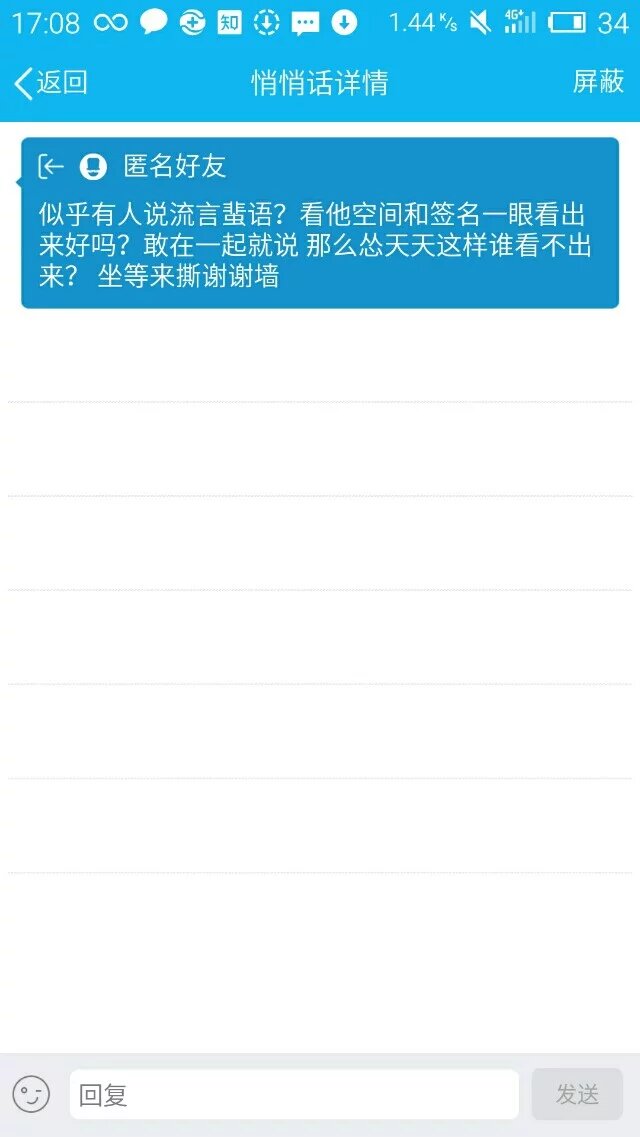 17:08 知 1.44 K/s 4G+ 34
返回 悄悄话详情 屏蔽
匿名好友
似乎有人说流言蜚语？看他空间和签名一眼看出
来好吗？敢在一起就说 那么怂天天这样谁看不出
来？ 坐等来撕谢谢墙
回复 发送